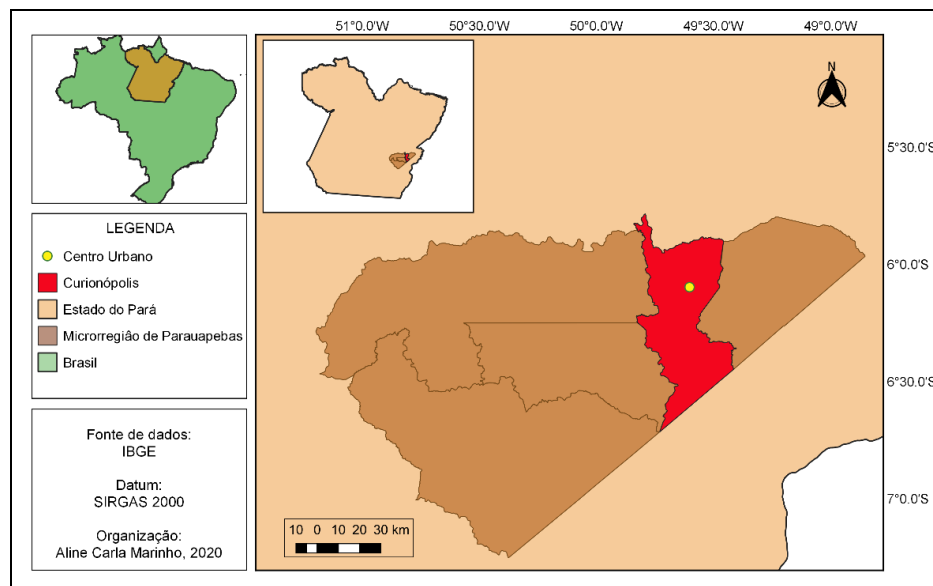 51°0.0'W 50°30.0'W 50°0.0'W 49°30.0'W 49°0.0'W
N
5°30.0'S
6°0.0'S
6°30.0'S
7°0.0'S
LEGENDA
Centro Urbano
Curionópolis
Estado do Pará
Microrregião de Parauapebas
Brasil
Fonte de dados:
IBGE
Datum:
SIRGAS 2000
Organização:
Aline Carla Marinho, 2020
10 0 10 20 30 km